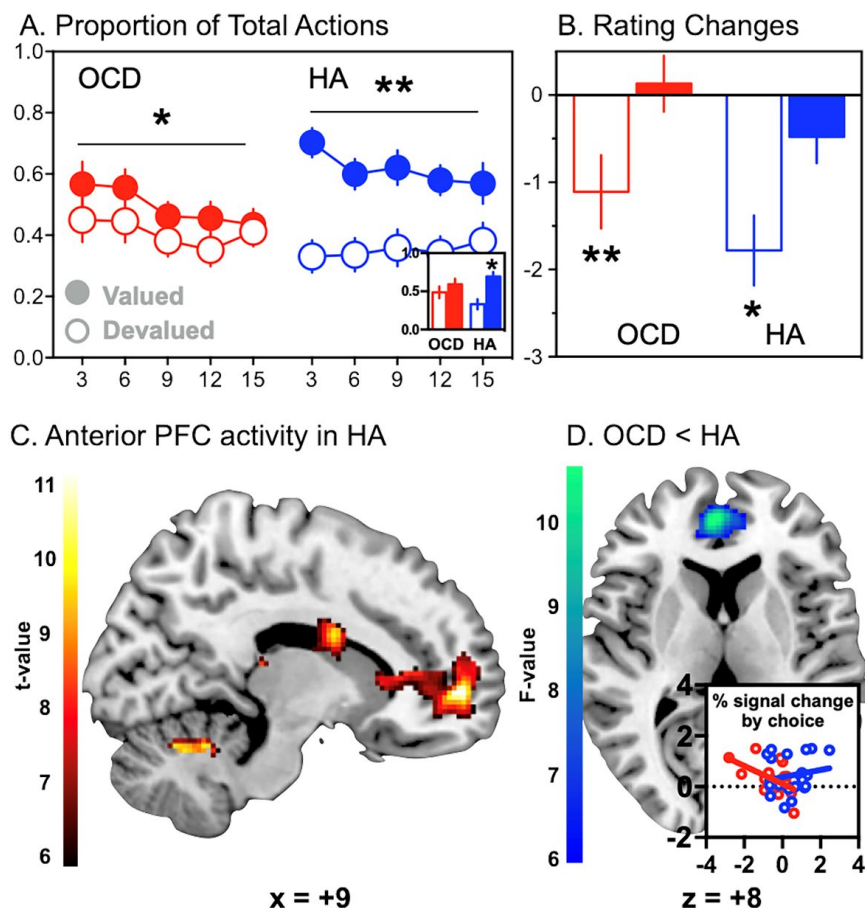 A. Proportion of Total Actions
1.0
0.8
0.6
0.4
0.2
0.0
OCD
*
HA
**
Valued
Devalued
1.0
0.5
0.0
*
OCD HA
3 6 9 12 15 3 6 9 12 15
B. Rating Changes
0
-1
-2
-3
**
*
OCD HA
C. Anterior PFC activity in HA
11
10
9
8
7
6
t-value
x = +9
D. OCD < HA
10
9
8
7
6
F-value
% signal change
by choice
4
2
0
-2
-4 -2 0 2 4
z = +8